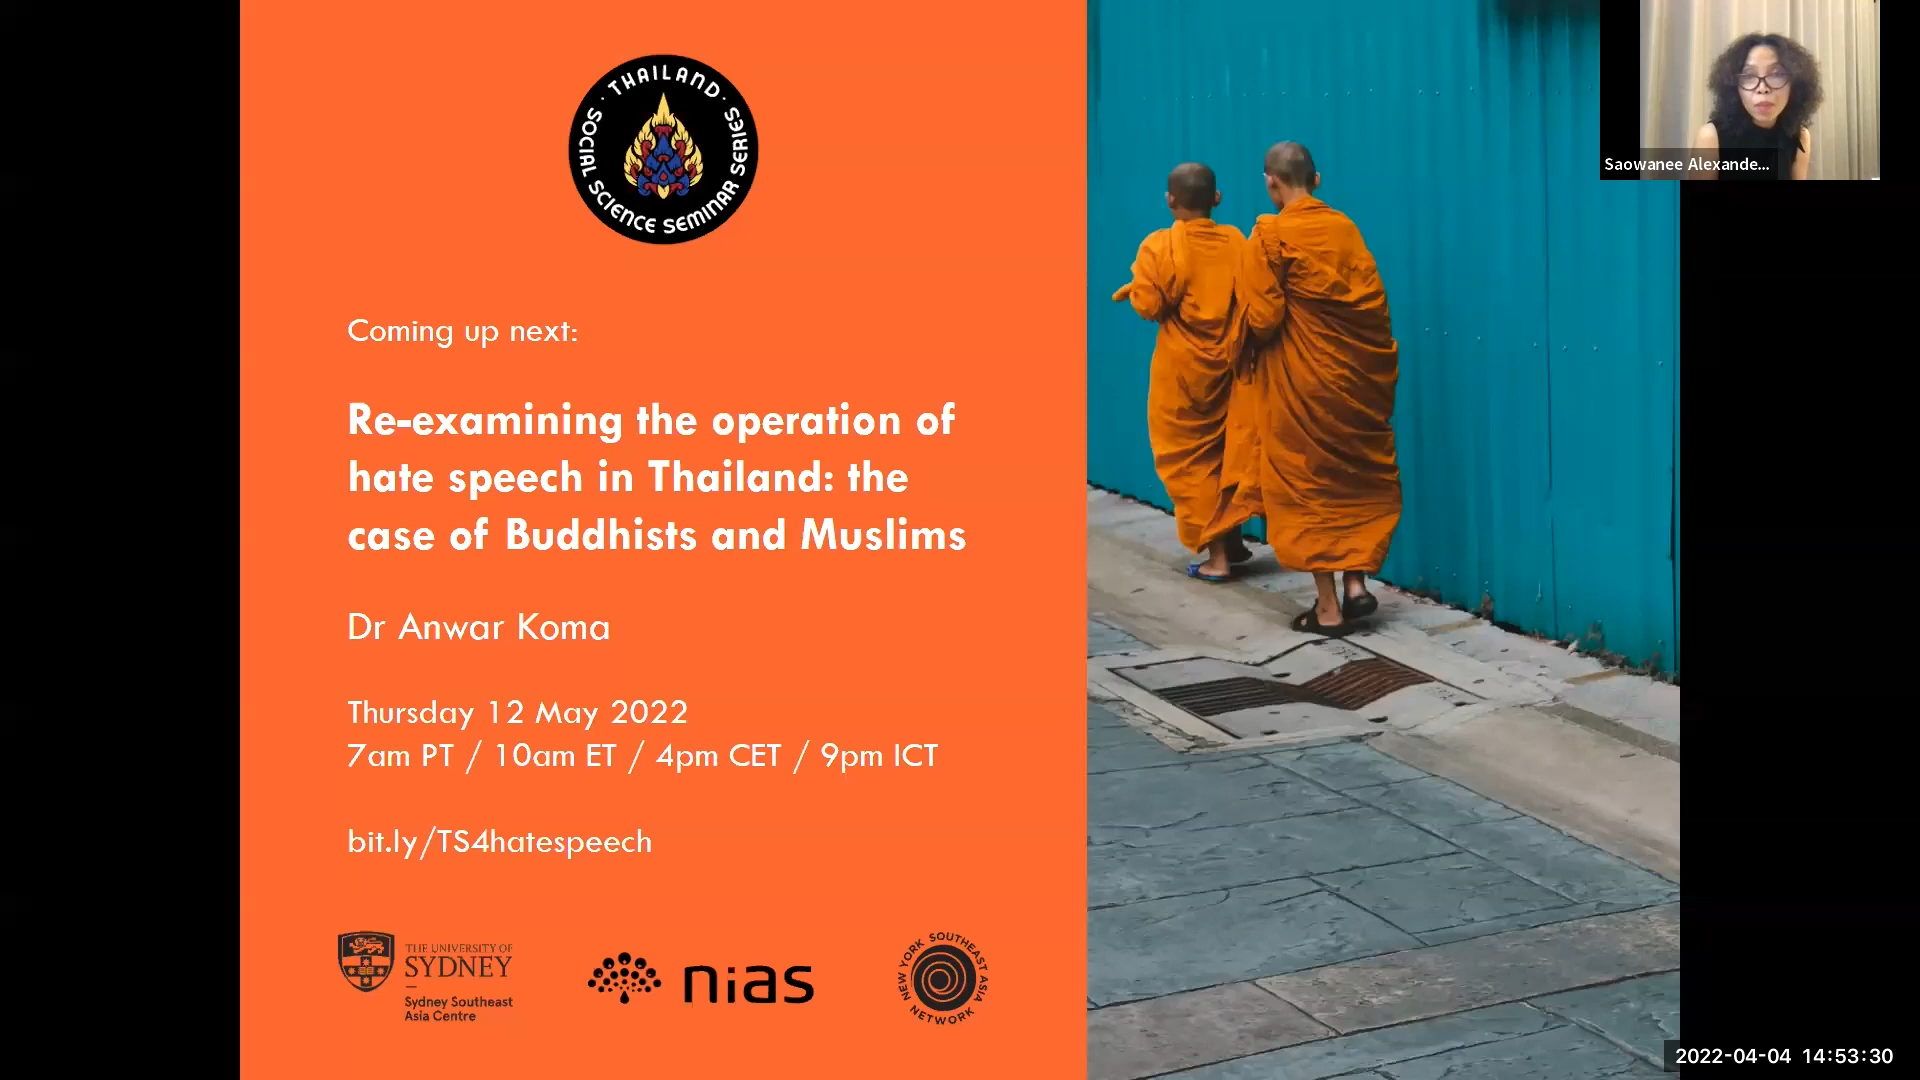 · THAILAND ·
SOCIAL SCIENCE SEMINAR SERIES
Saowanee Alexande...
Coming up next:
Re-examining the operation of
hate speech in Thailand: the
case of Buddhists and Muslims
Dr Anwar Koma
Thursday 12 May 2022
7am PT / 10am ET / 4pm CET / 9pm ICT
bit.ly/TS4hatespeech
THE UNIVERSITY OF
SYDNEY
Sydney Southeast
Asia Centre
nias
NEW YORK SOUTHEAST ASIA
NETWORK
2022-04-04 14:53:30